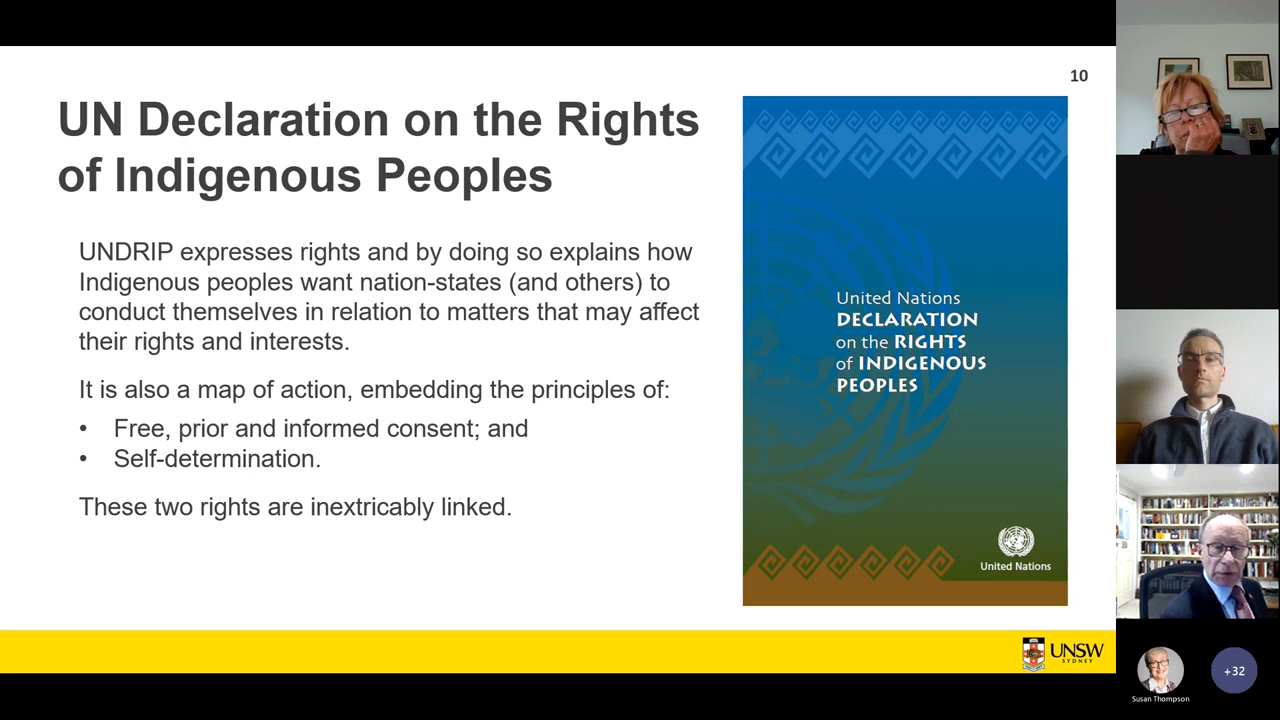 10
UN Declaration on the Rights
of Indigenous Peoples
UNDRIP expresses rights and by doing so explains how
Indigenous peoples want nation-states (and others) to
conduct themselves in relation to matters that may affect
their rights and interests.
It is also a map of action, embedding the principles of:
• Free, prior and informed consent; and
• Self-determination.
These two rights are inextricably linked.
United Nations
DECLARATION
on the RIGHTS
of INDIGENOUS
PEOPLES
United Nations
UNSW
SYDNEY
Susan Thompson
+32